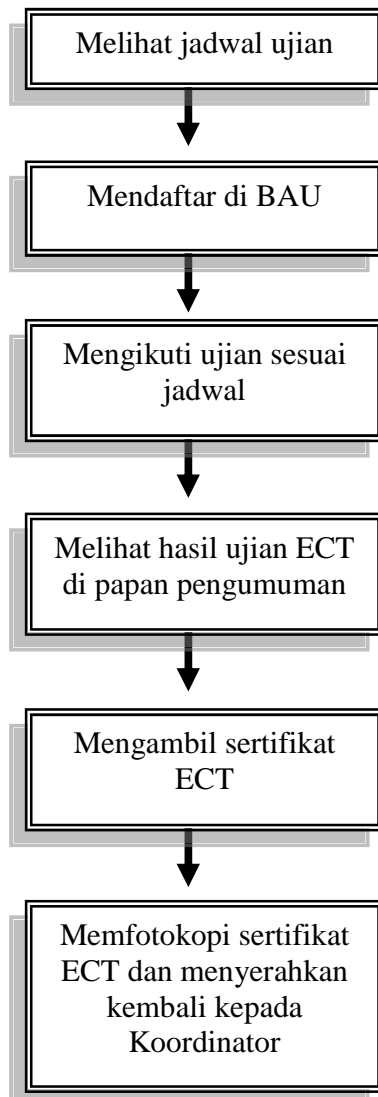 Melihat jadwal ujian
Mendaftar di BAU
Mengikuti ujian sesuai
jadwal
Melihat hasil ujian ECT
di papan pengumuman
Mengambil sertifikat
ECT
Memfotokopi sertifikat
ECT dan menyerahkan
kembali kepada
Koordinator